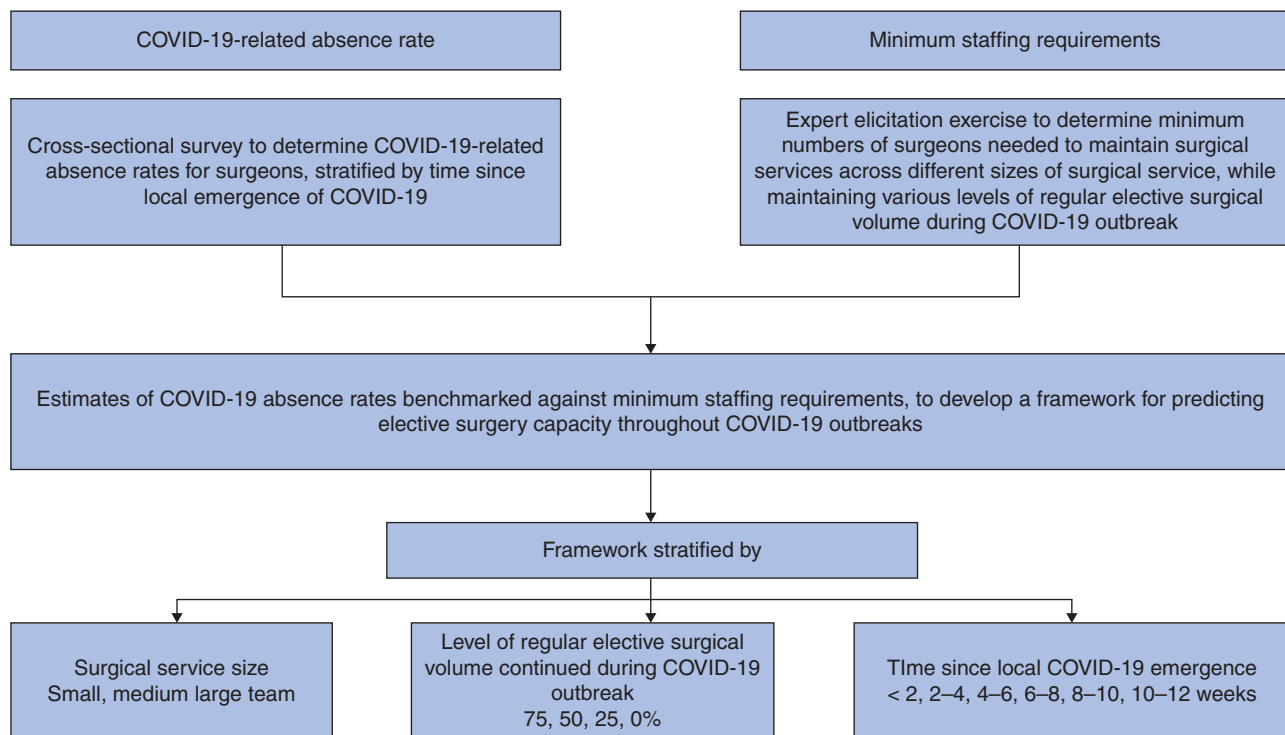 COVID-19-related absence rate
Minimum staffing requirements
Cross-sectional survey to determine COVID-19-related
absence rates for surgeons, stratified by time since
local emergence of COVID-19
Expert elicitation exercise to determine minimum
numbers of surgeons needed to maintain surgical
services across different sizes of surgical service, while
maintaining various levels of regular elective surgical
volume during COVID-19 outbreak
Estimates of COVID-19 absence rates benchmarked against minimum staffing requirements, to develop a framework for predicting
elective surgery capacity throughout COVID-19 outbreaks
Framework stratified by
Surgical service size
Small, medium large team
Level of regular elective surgical
volume continued during COVID-19
outbreak
75, 50, 25, 0%
TIme since local COVID-19 emergence
< 2, 2–4, 4–6, 6–8, 8–10, 10–12 weeks